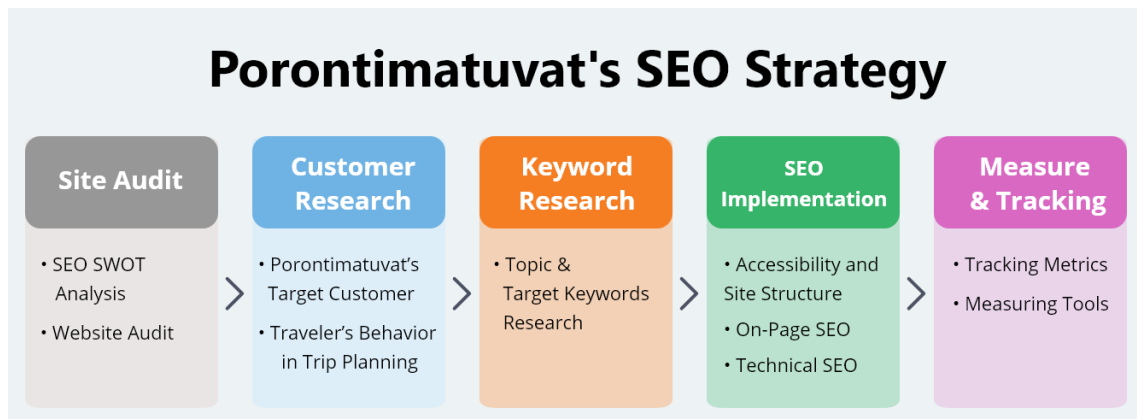 Porontimatuvat's SEO Strategy
Site Audit
• SEO SWOT
Analysis
• Website Audit
Customer
Research
• Porontimatuvat’s
Target Customer
• Traveler’s Behavior
in Trip Planning
Keyword
Research
• Topic &
Target Keywords
Research
SEO
Implementation
• Accessibility and
Site Structure
• On-Page SEO
• Technical SEO
Measure
& Tracking
• Tracking Metrics
• Measuring Tools